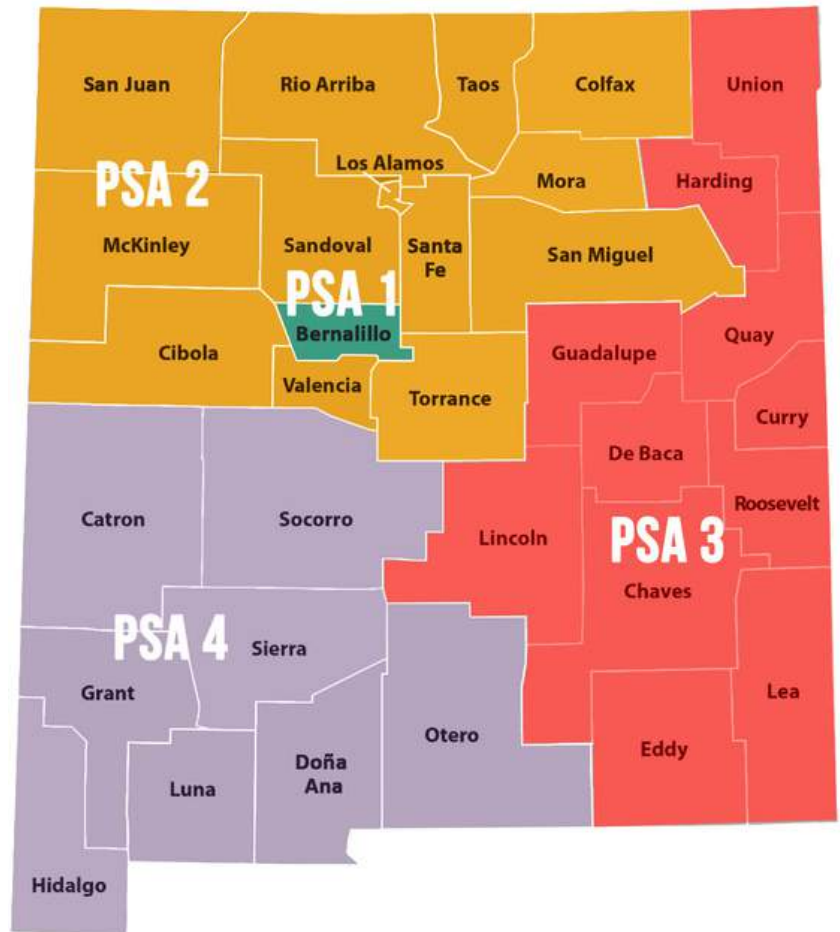 San Juan
Rio Arriba
Taos
Colfax
Union
Los Alamos
PSA 2
Mora
Harding
McKinley
Sandoval
Santa
Fe
San Miguel
PSA 1
Bernalillo
Cibola
Guadalupe
Quay
Valencia
Torrance
Curry
De Baca
Catron
Socorro
Lincoln
Roosevelt
PSA 3
Chaves
PSA 4
Sierra
Grant
Lea
Otero
Eddy
Doña
Ana
Luna
Hidalgo